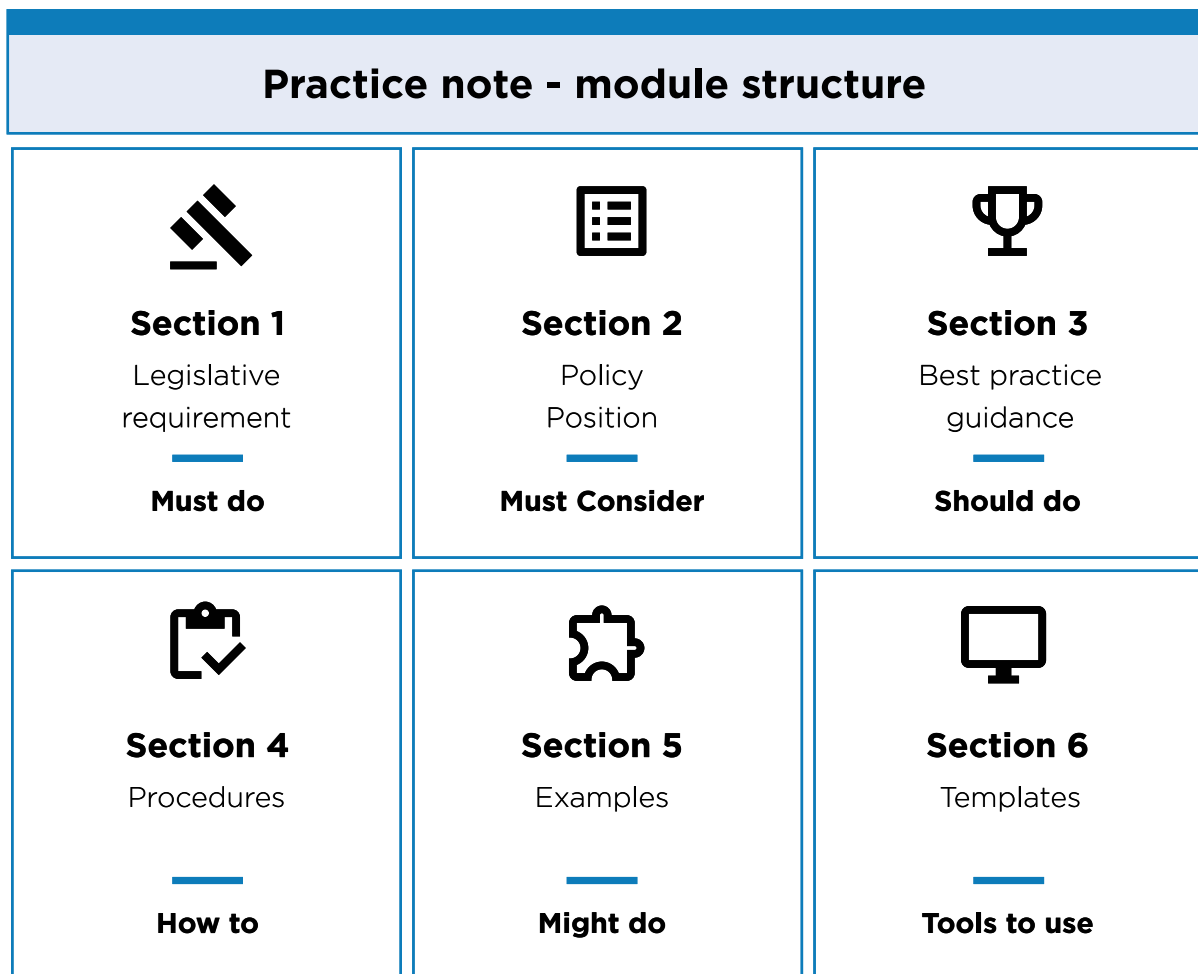 Practice note - module structure
Section 1
Legislative
requirement
Must do
Section 2
Policy
Position
Must Consider
Section 3
Best practice
guidance
Should do
Section 4
Procedures
How to
Section 5
Examples
Might do
Section 6
Templates
Tools to use